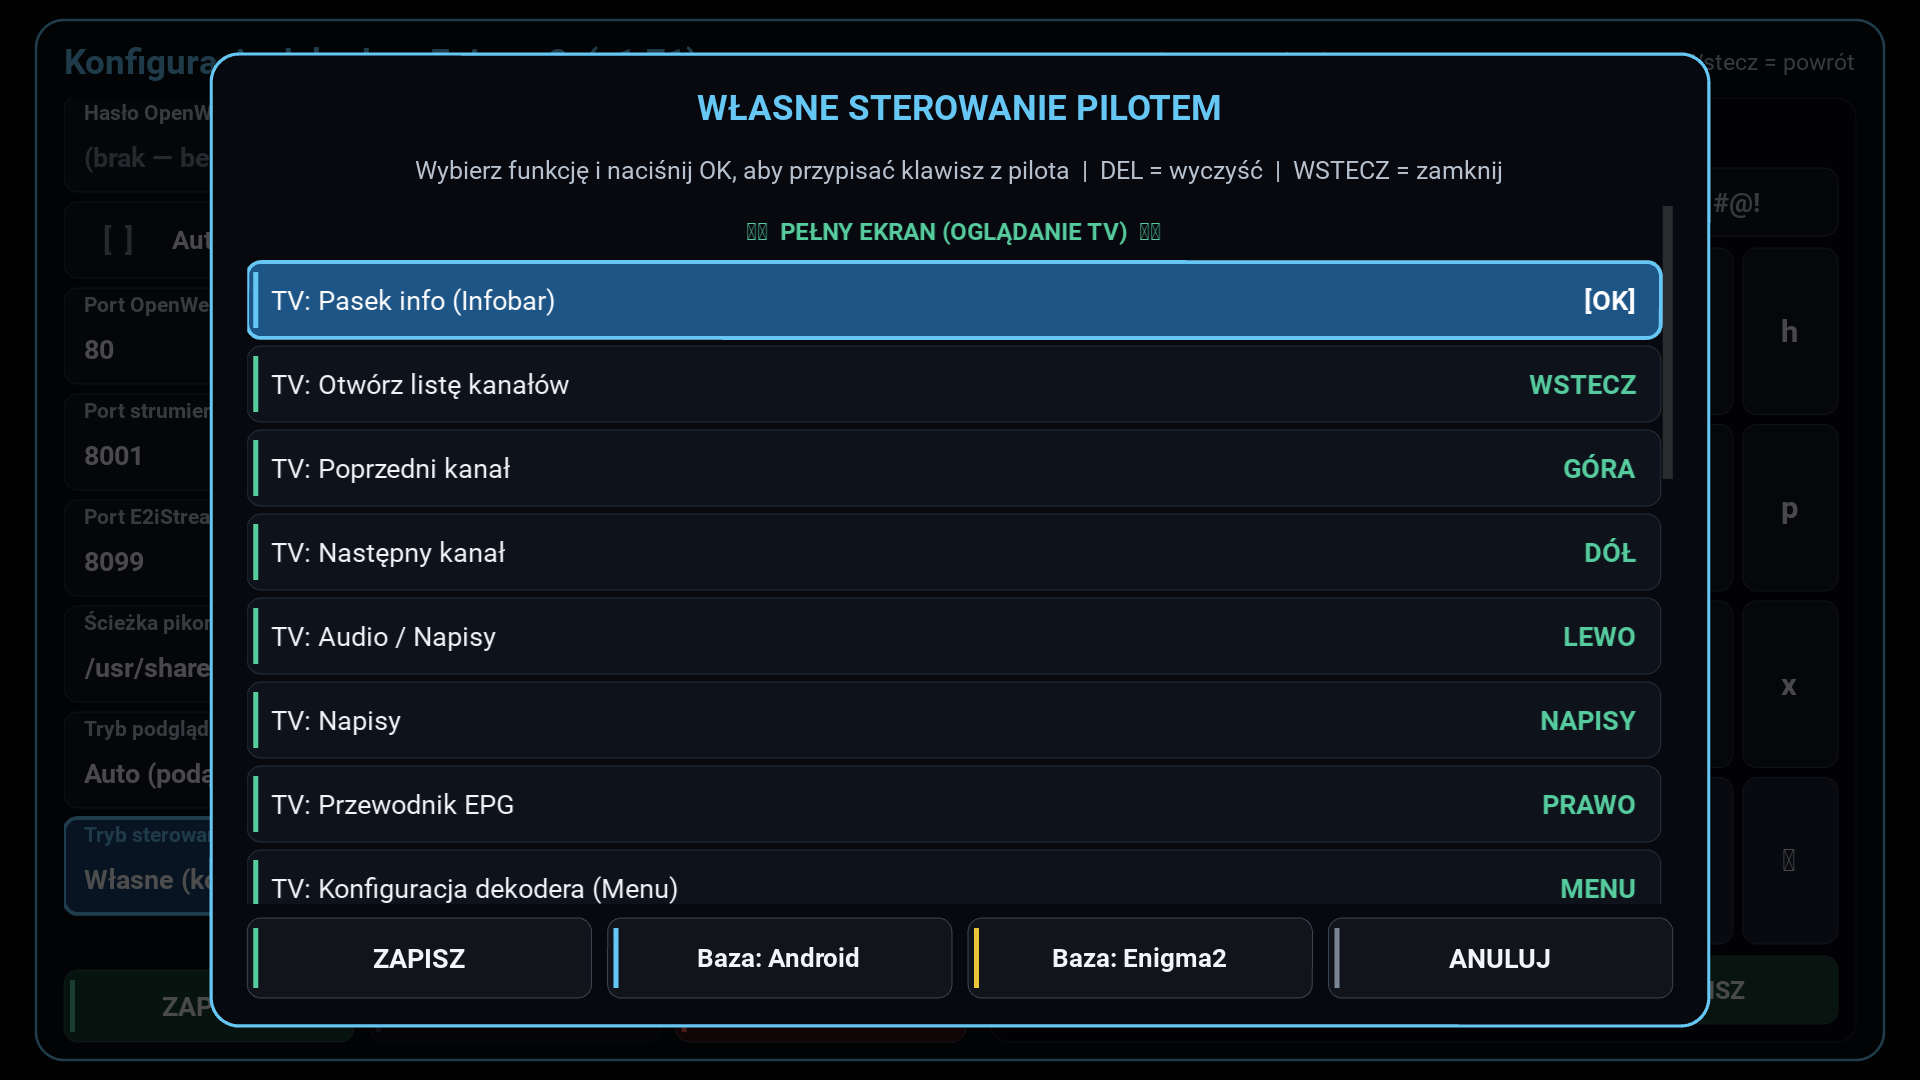 Konfigura
stecz = powrót
WŁASNE STEROWANIE PILOTEM
Wybierz funkcję i naciśnij OK, aby przypisać klawisz z pilota | DEL = wyczyść | WSTECZ = zamknij
PEŁNY EKRAN (OGLĄDANIE TV)
TV: Pasek info (Infobar) [OK]
TV: Otwórz listę kanałów WSTECZ
TV: Poprzedni kanał GÓRA
TV: Następny kanał DÓŁ
TV: Audio / Napisy LEWO
TV: Napisy NAPISY
TV: Przewodnik EPG PRAWO
TV: Konfiguracja dekodera (Menu) MENU
ZAPISZ
Baza: Android
Baza: Enigma2
ANULUJ
Hasło OpenW
(brak — be
[ ] Aut
Port OpenWe
80
Port strumier
8001
Port E2iStrea
8099
Ścieżka pikor
/usr/share
Tryb podgląd
Auto (poda
Tryb sterowar
Własne (ko
ZAP
#@!
h
p
x
ISZ